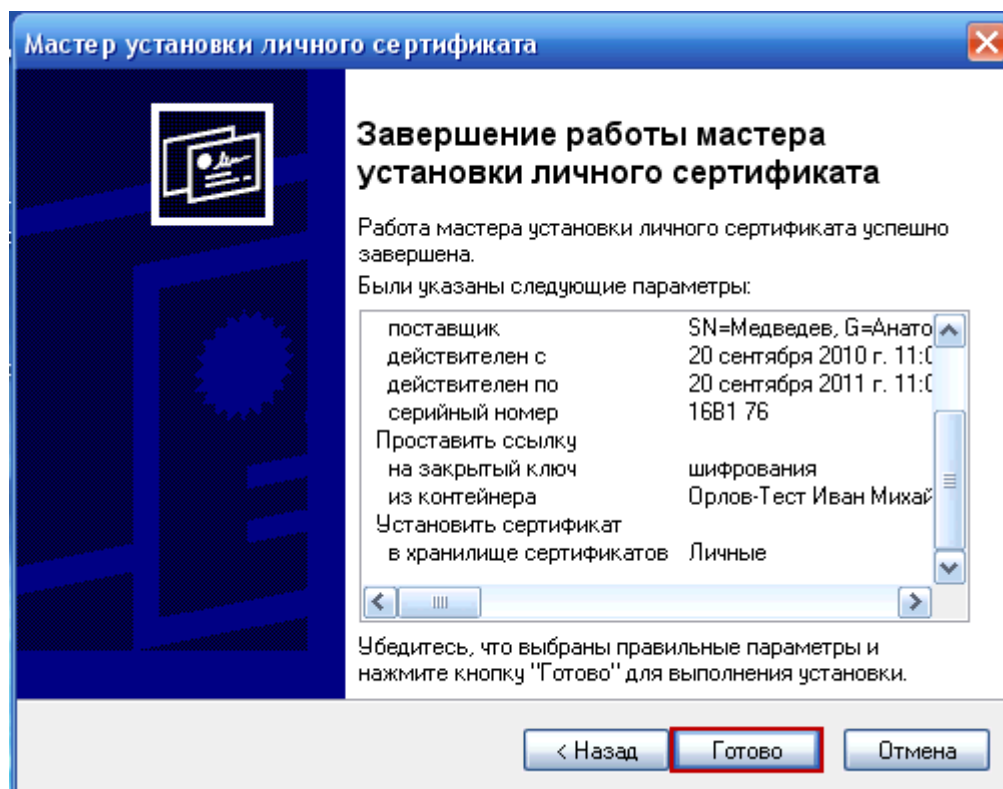 Мастер установки личного сертификата
Завершение работы мастера
установки личного сертификата
Работа мастера установки личного сертификата успешно
завершена.
Были указаны следующие параметры:
поставщик SN=Медведев, G=Анато
действителен с 20 сентября 2010 г. 11:0
действителен по 20 сентября 2011 г. 11:0
серийный номер 16B1 76
Проставить ссылку
на закрытый ключ шифрования
из контейнера Орлов-Тест Иван Михай
Установить сертификат
в хранилище сертификатов Личные
Убедитесь, что выбраны правильные параметры и
нажмите кнопку "Готово" для выполнения установки.
< Назад Готово Отмена